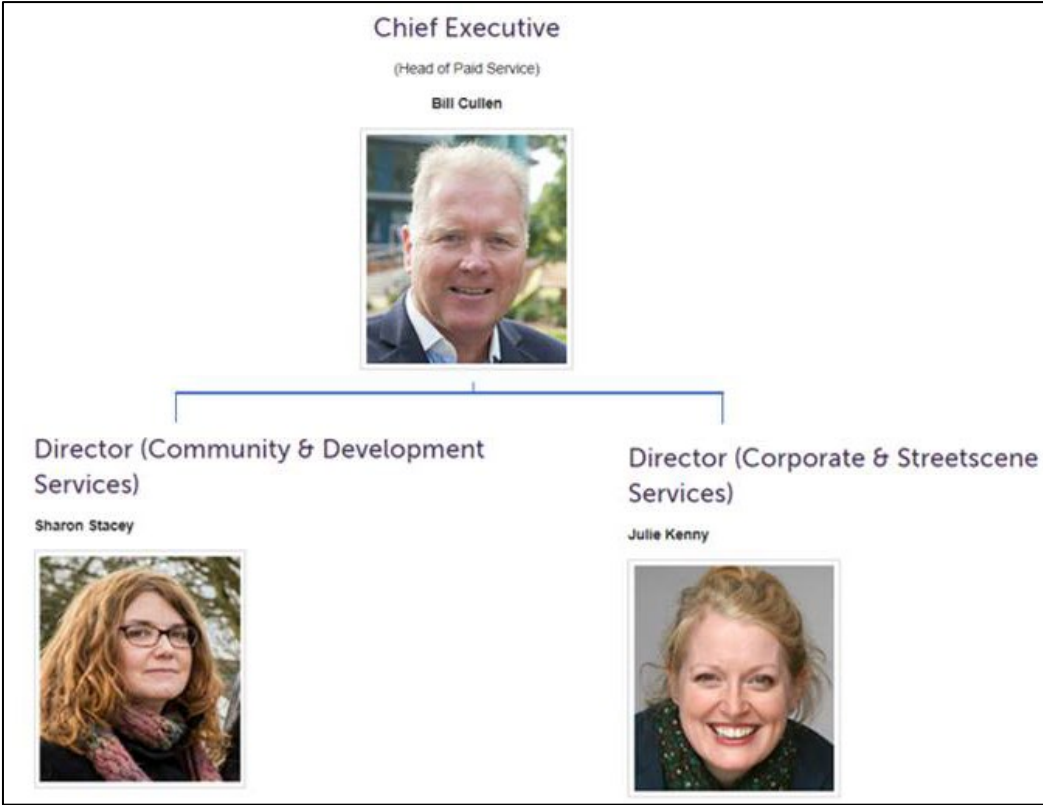 Chief Executive
(Head of Paid Service)
Bill Cullen
Director (Community & Development
Services)
Sharon Stacey
Director (Corporate & Streetscene
Services)
Julie Kenny